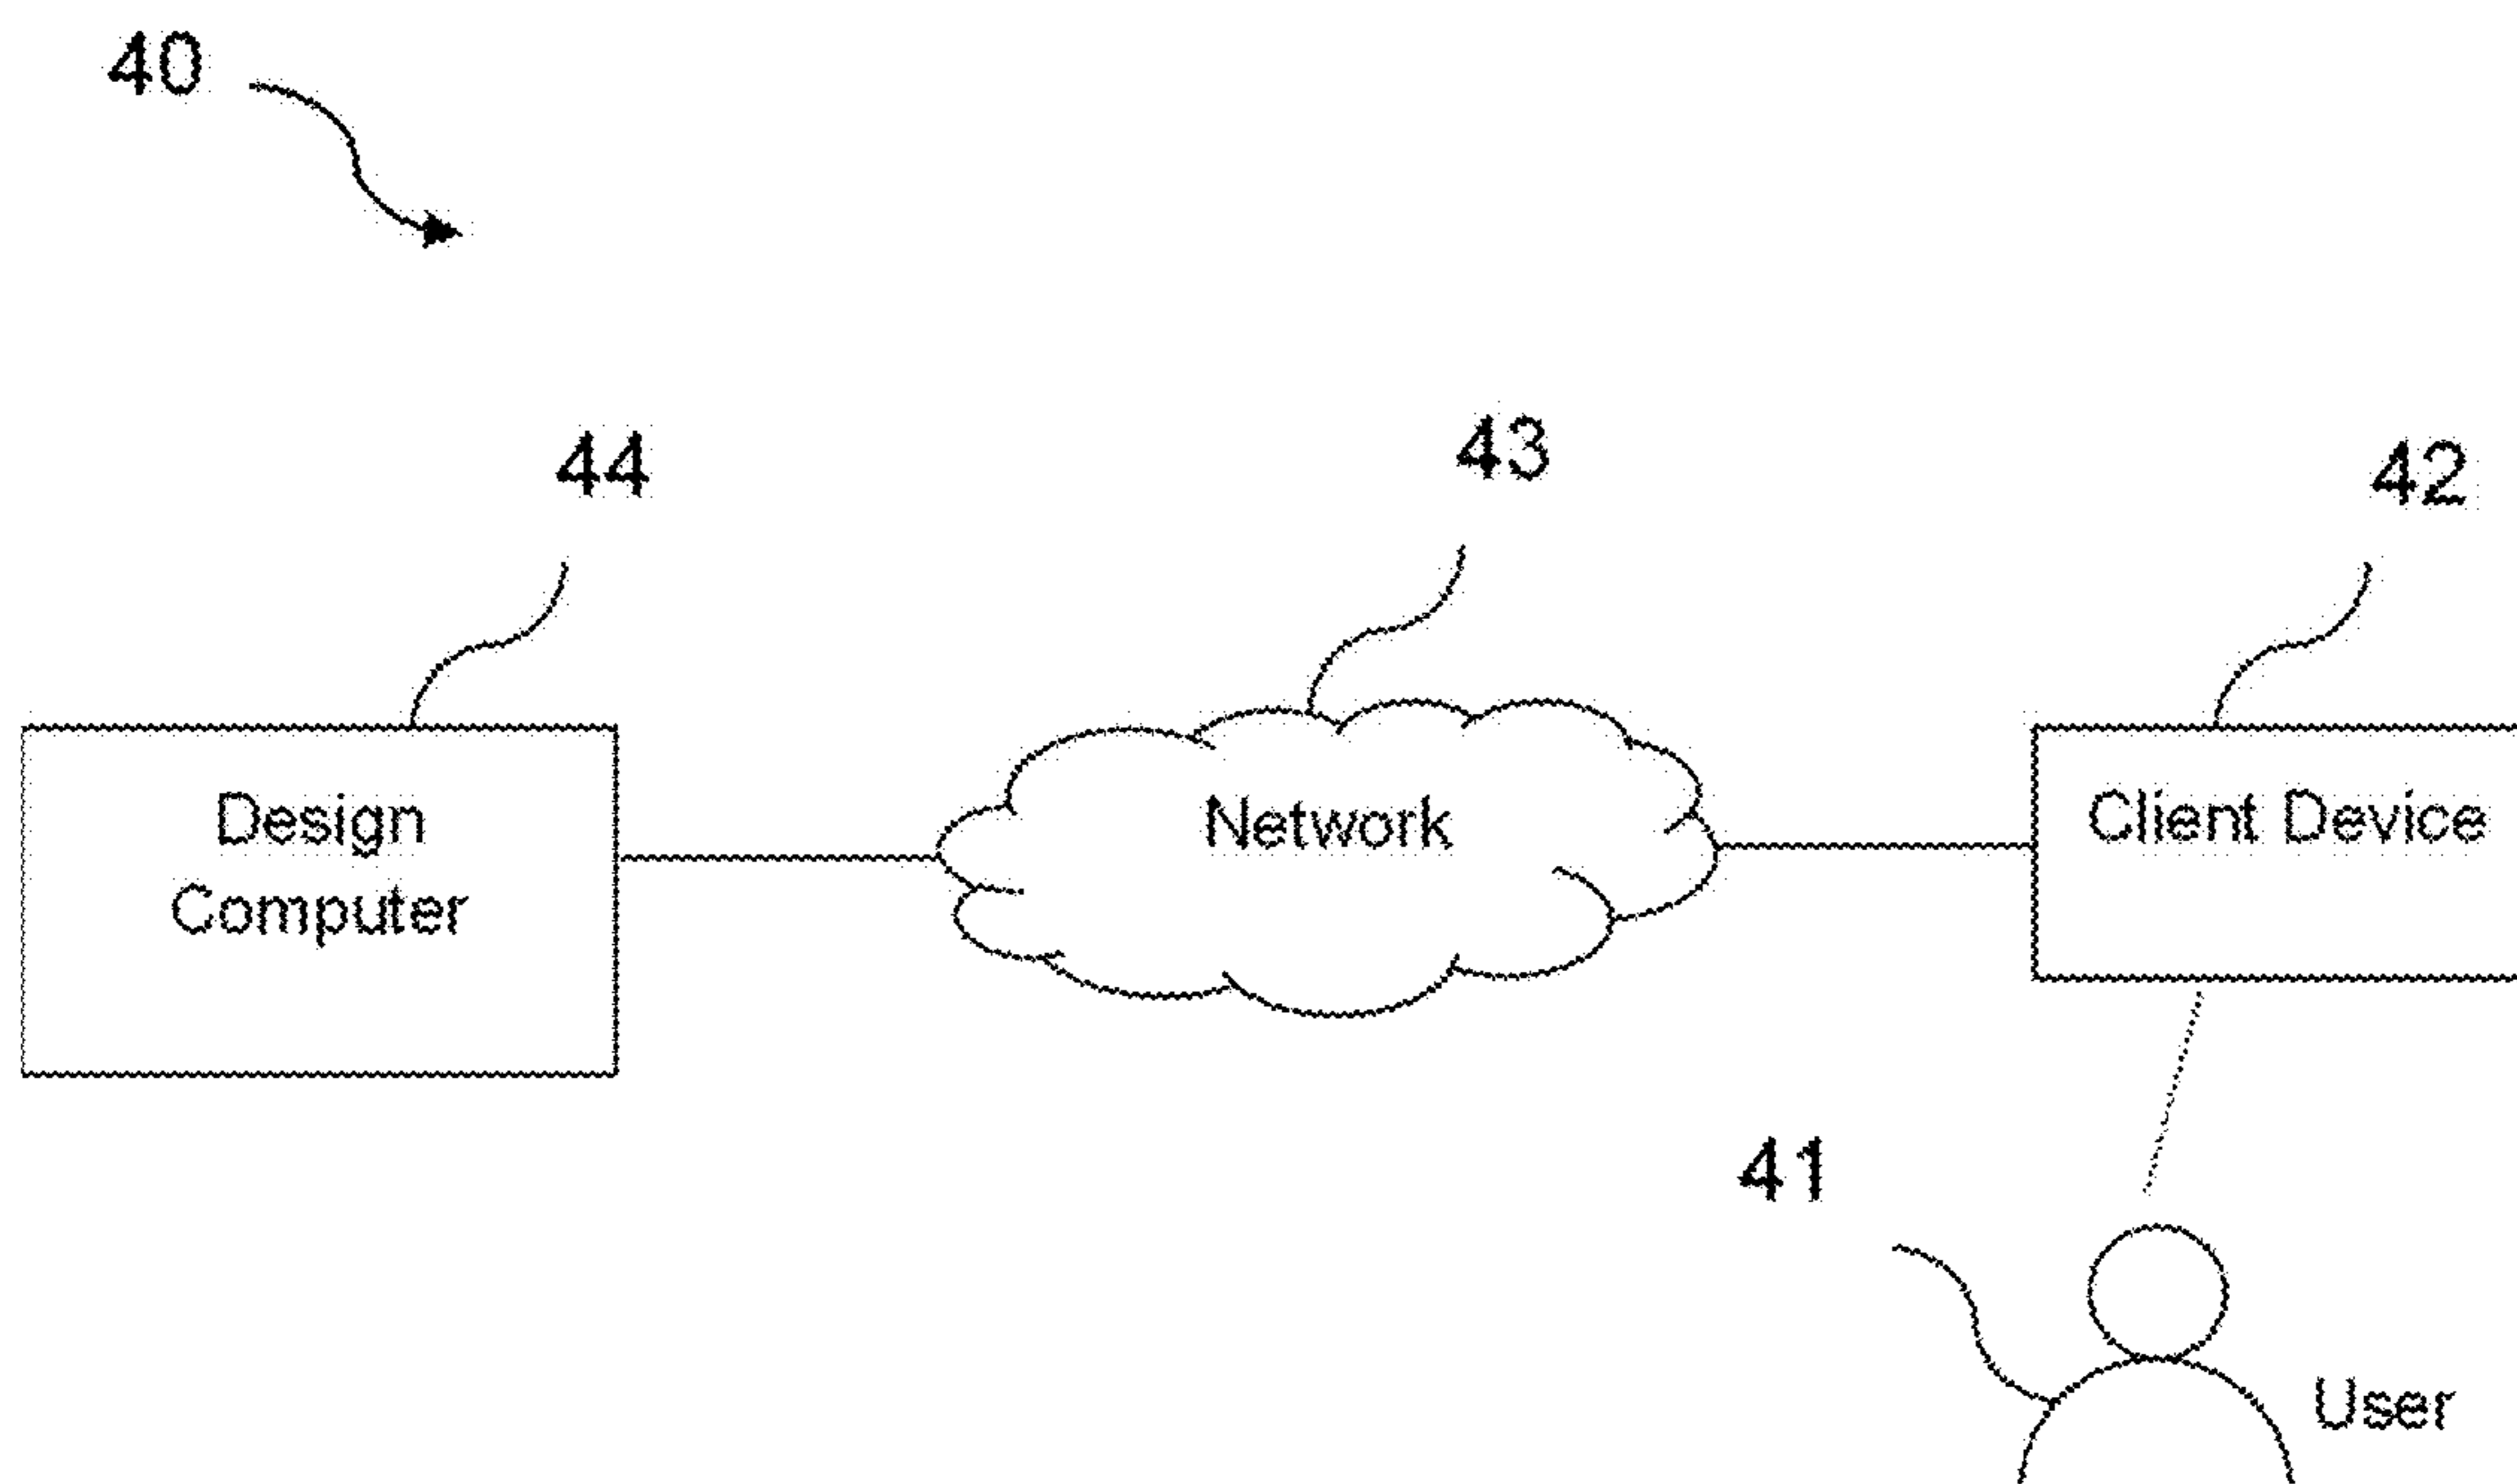 40
44
43
42
Design
Computer
Network
Client Device
41
User